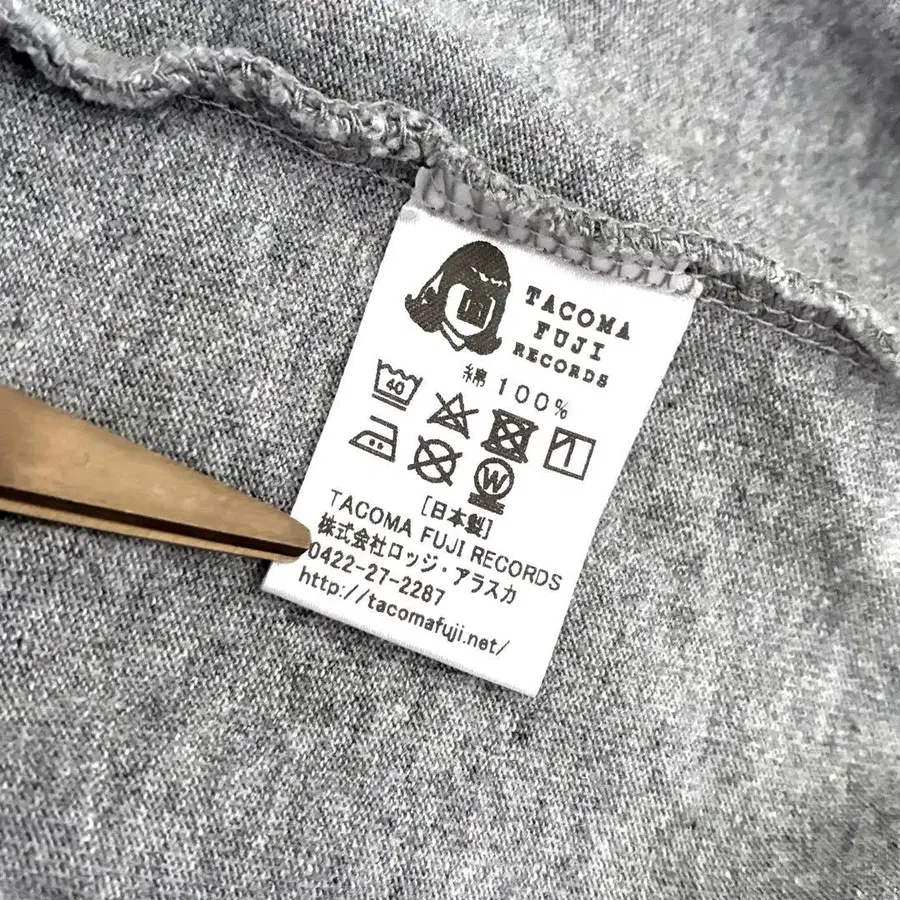 TACOMA
FUJI
RECORDS
綿 100%
40
W
[日本製]
TACOMA FUJI RECORDS
株式会社ロッジ・アラスカ
0422-27-2287
http://tacomafuji.net/